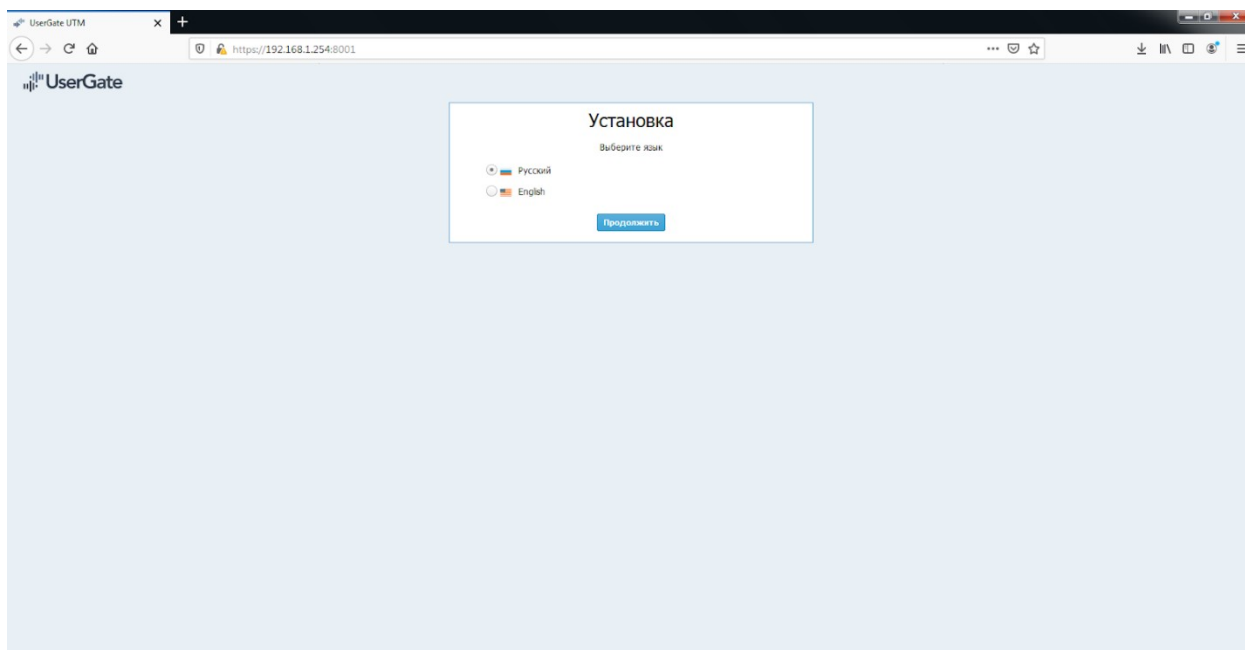 UserGate UTM
https://192.168.1.254:8001
UserGate
Установка
Выберите язык
Русский
English
Продолжить